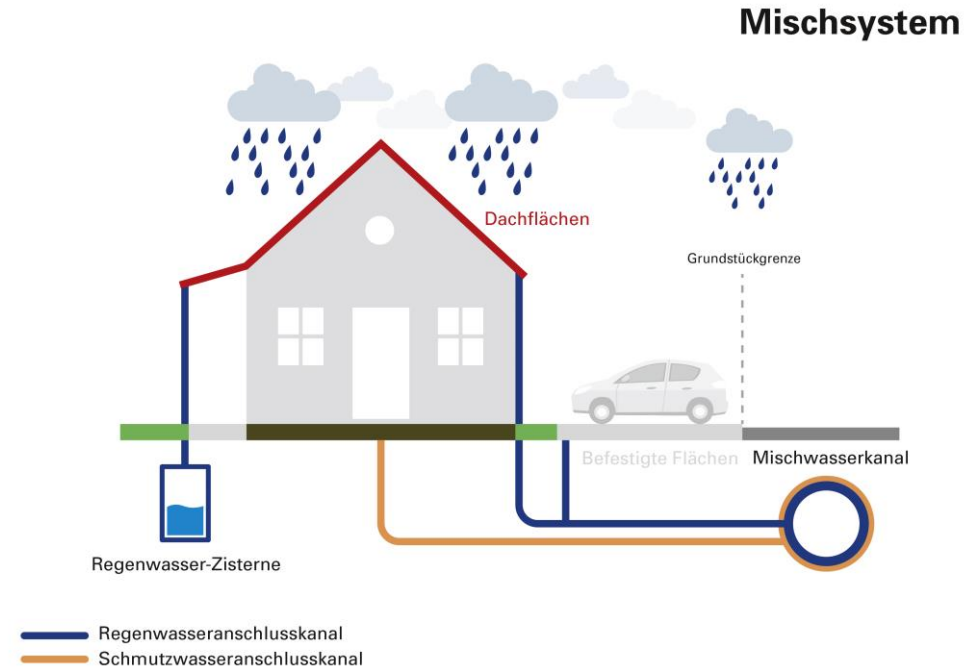 Mischsystem
Dachflächen
Grundstückgrenze
Befestigte Flächen
Mischwasserkanal
Regenwasser-Zisterne
Regenwasseranschlusskanal
Schmutzwasseranschlusskanal